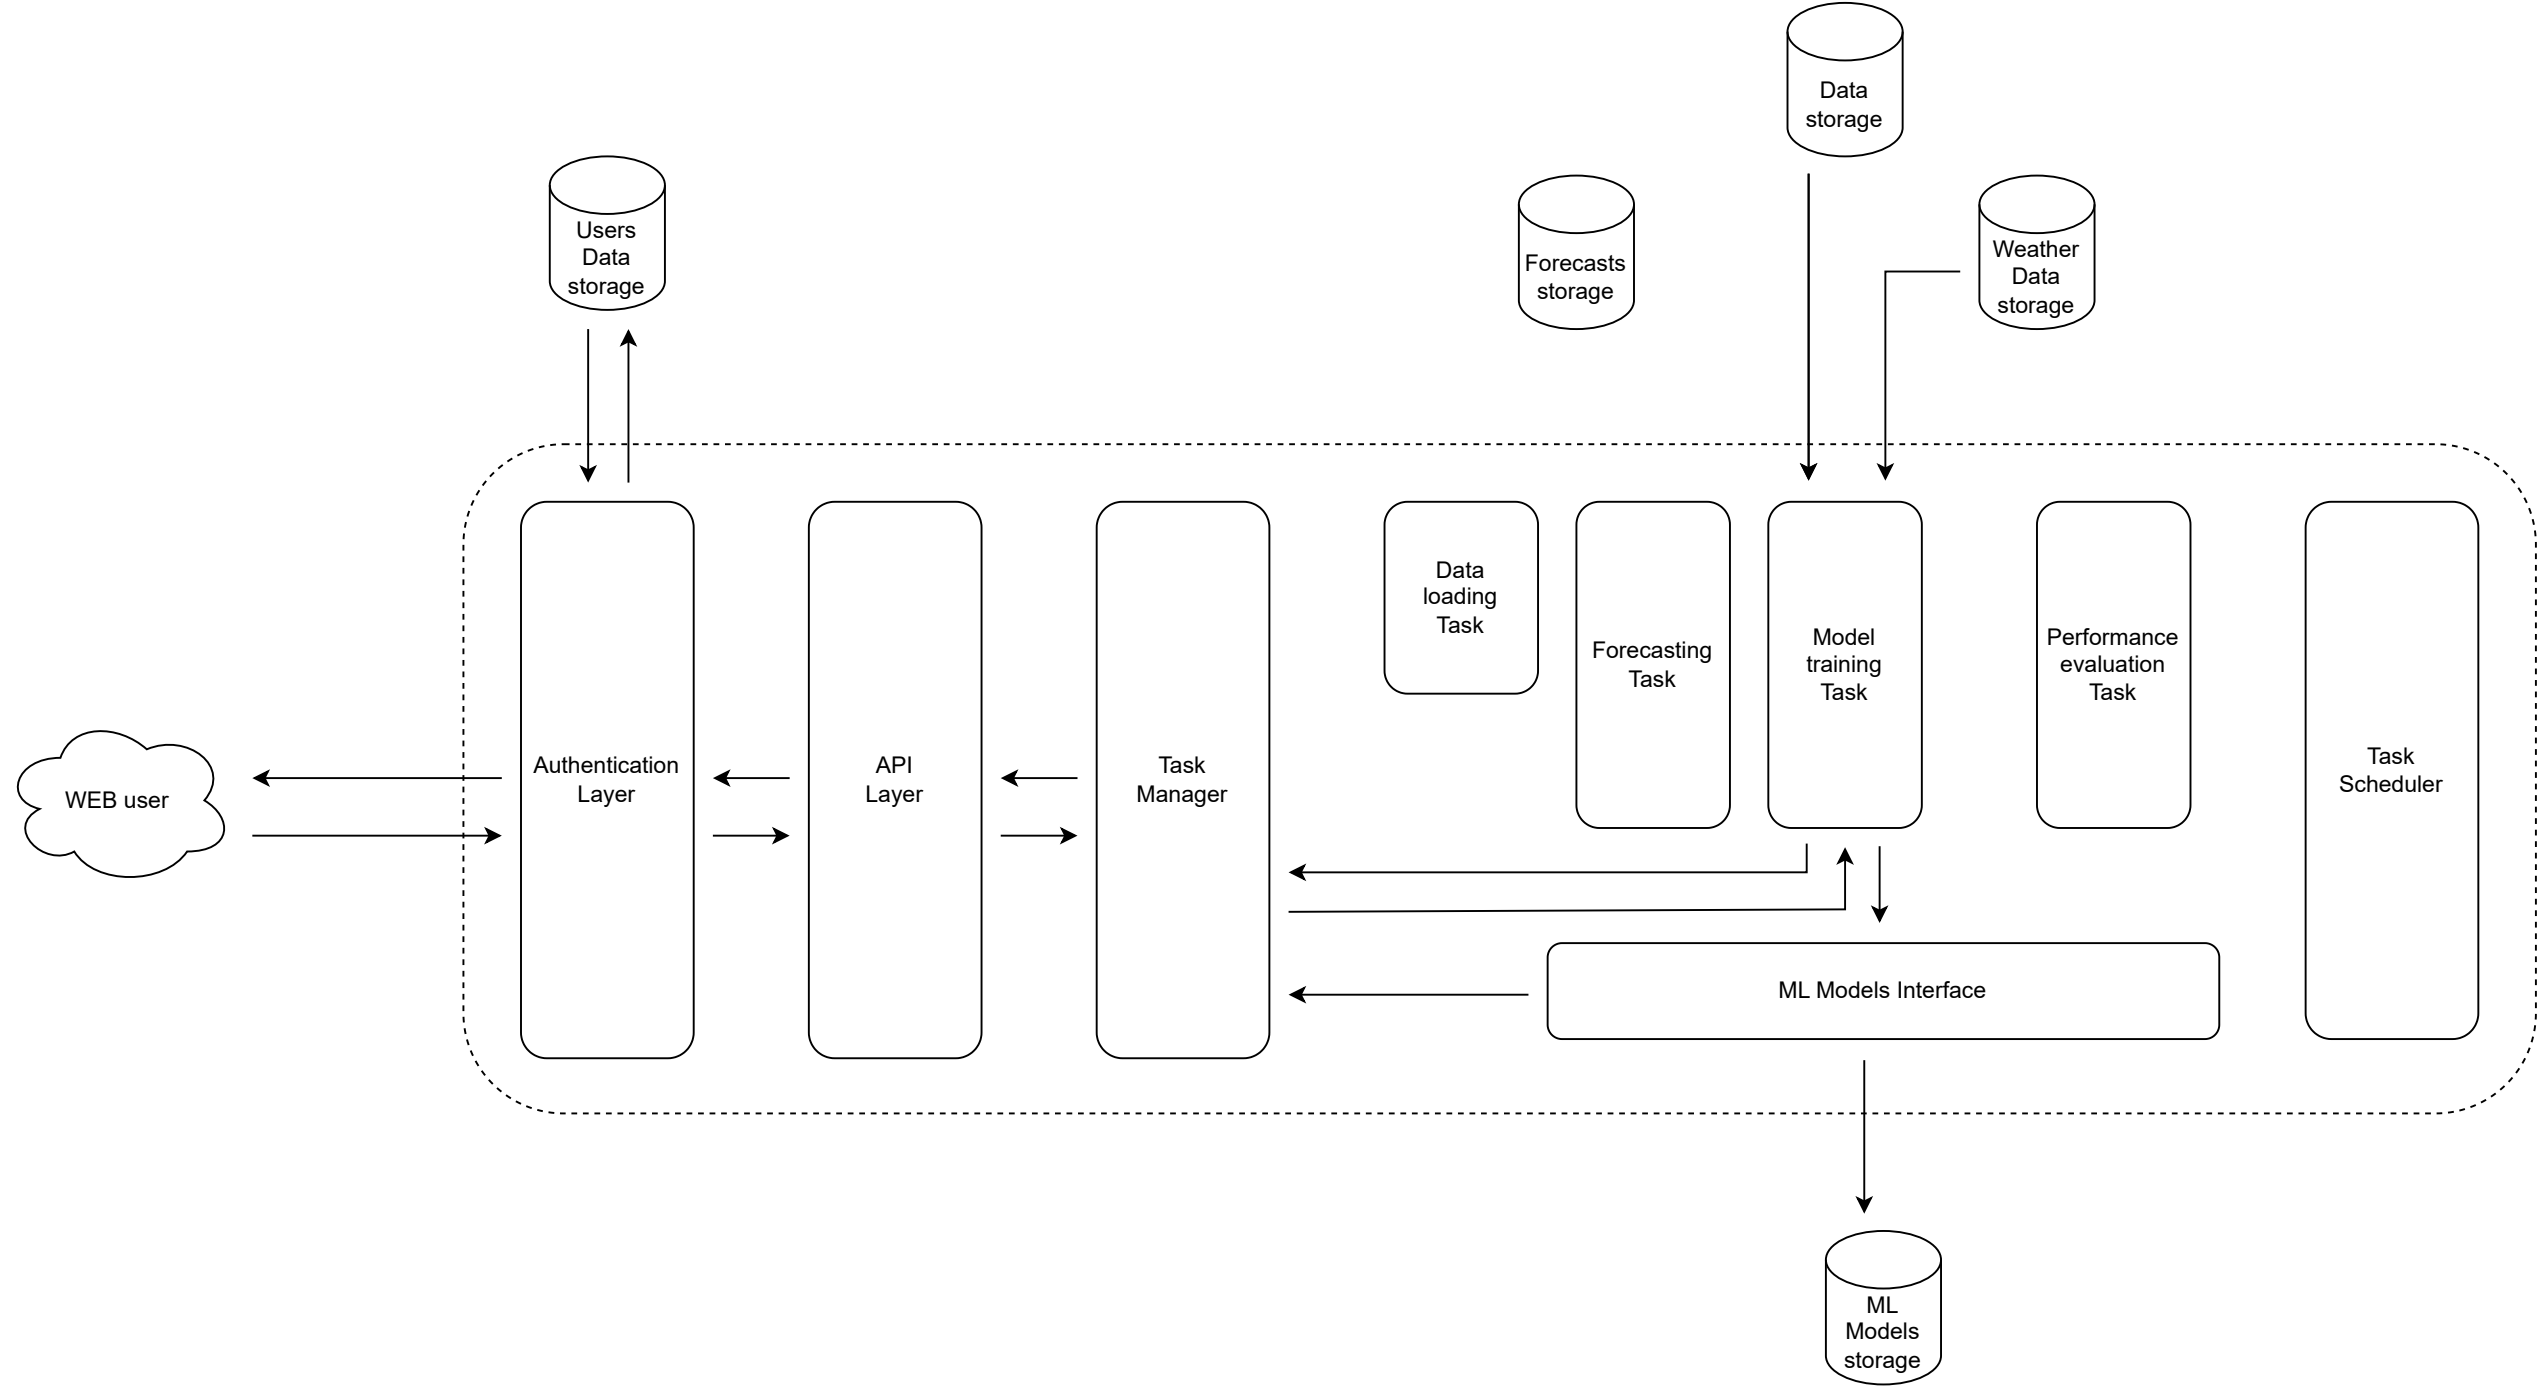 Data
storage
Users
Data
storage
Forecasts
storage
Weather
Data
storage
WEB user
Authentication
Layer
API
Layer
Task
Manager
Data
loading
Task
Forecasting
Task
Model
training
Task
Performance
evaluation
Task
Task
Scheduler
ML Models Interface
ML
Models
storage